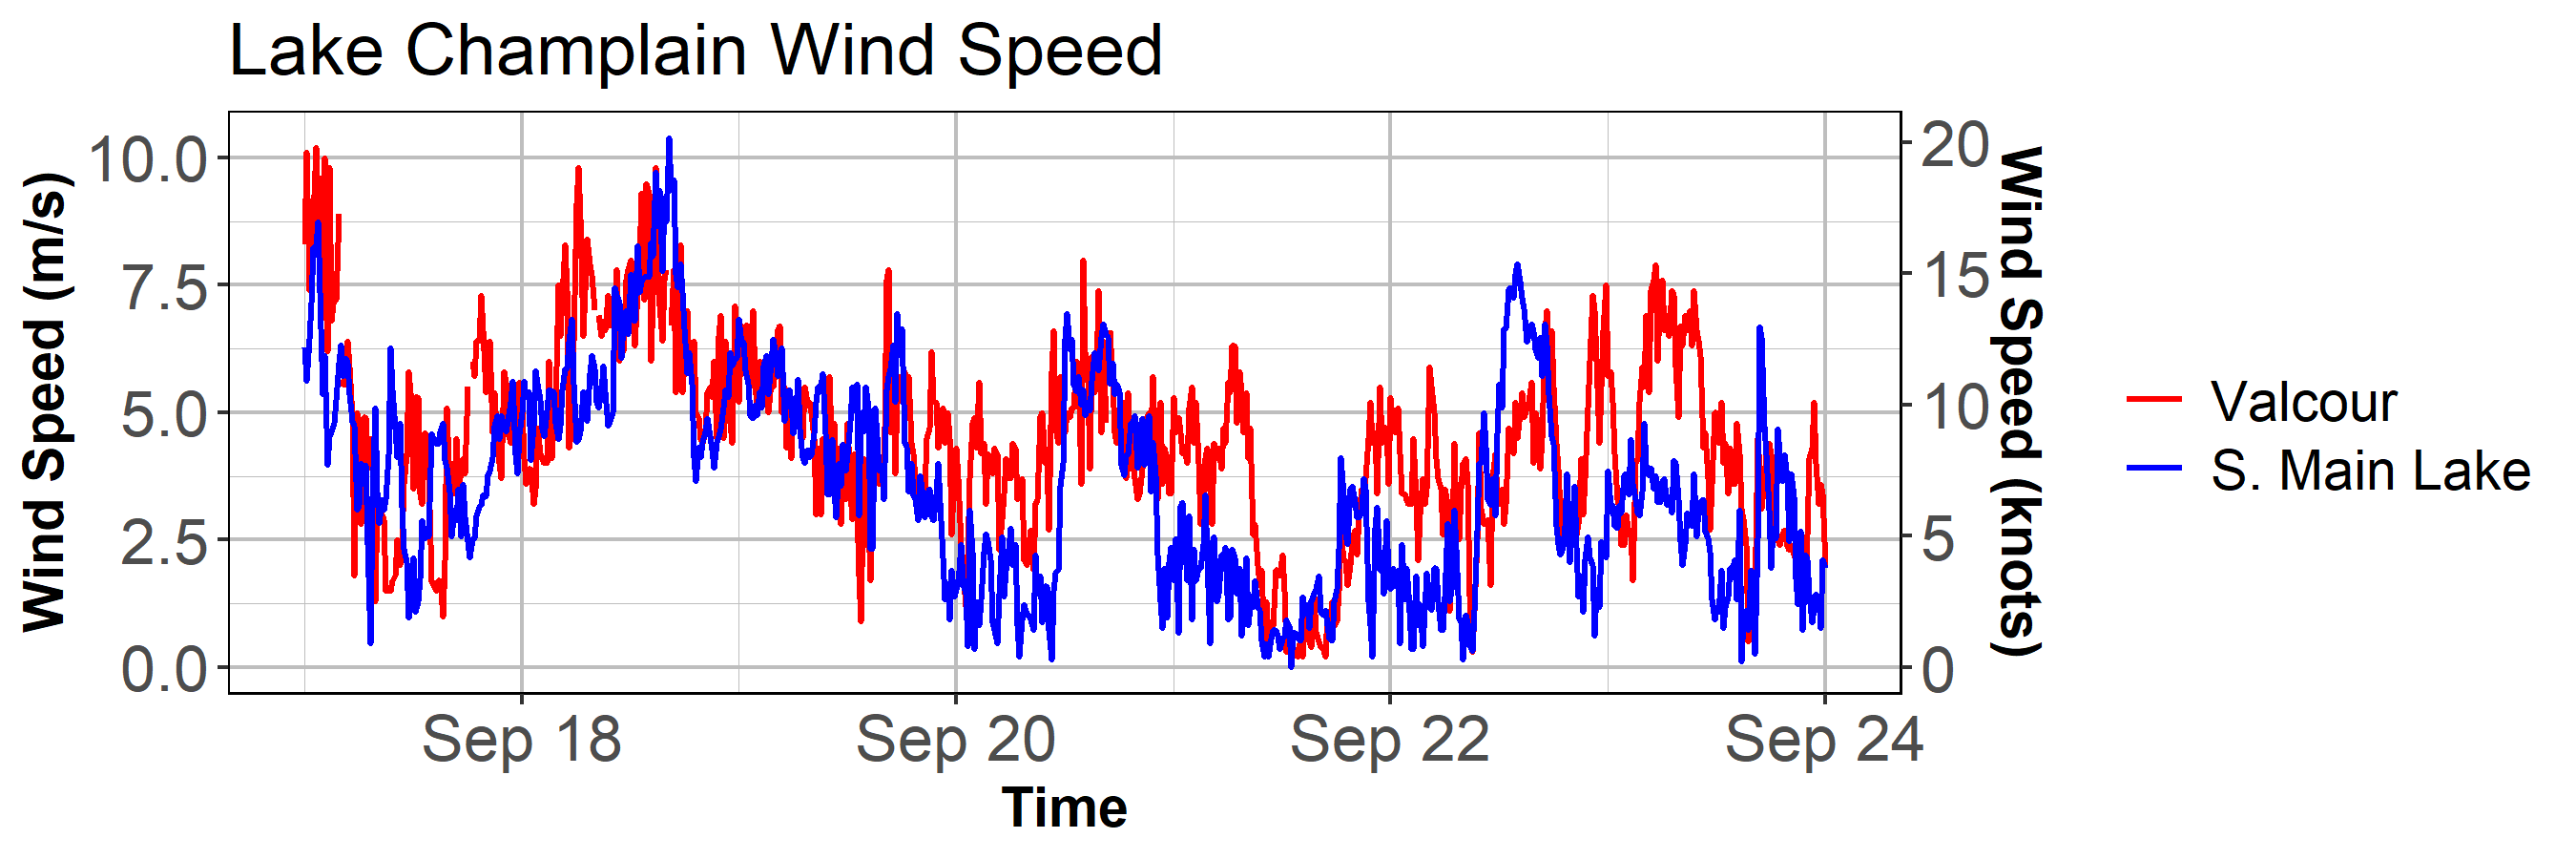 Lake Champlain Wind Speed
Wind Speed (m/s)
10.0
7.5
5.0
2.5
0.0
20
15
10
5
0
Wind Speed (knots)
Sep 18
Sep 20
Sep 22
Sep 24
Time
Valcour
S. Main Lake